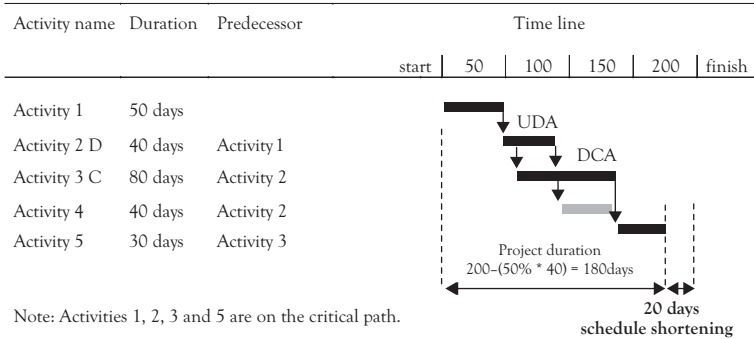 Activity name Duration Predecessor Time line
start 50 100 150 200 finish
Activity 1 50 days
UDA
Activity 2 D 40 days Activity 1
DCA
Activity 3 C 80 days Activity 2
Activity 4 40 days Activity 2
Activity 5 30 days Activity 3
Project duration
200–(50% * 40) = 180days
Note: Activities 1, 2, 3 and 5 are on the critical path.
20 days
schedule shortening